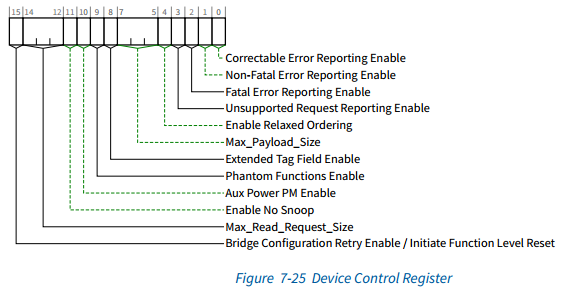 15 14 12 11 10 9 8 7 5 4 3 2 1 0
Correctable Error Reporting Enable
Non-Fatal Error Reporting Enable
Fatal Error Reporting Enable
Unsupported Request Reporting Enable
Enable Relaxed Ordering
Max_Payload_Size
Extended Tag Field Enable
Phantom Functions Enable
Aux Power PM Enable
Enable No Snoop
Max_Read_Request_Size
Bridge Configuration Retry Enable / Initiate Function Level Reset
Figure 7-25 Device Control Register